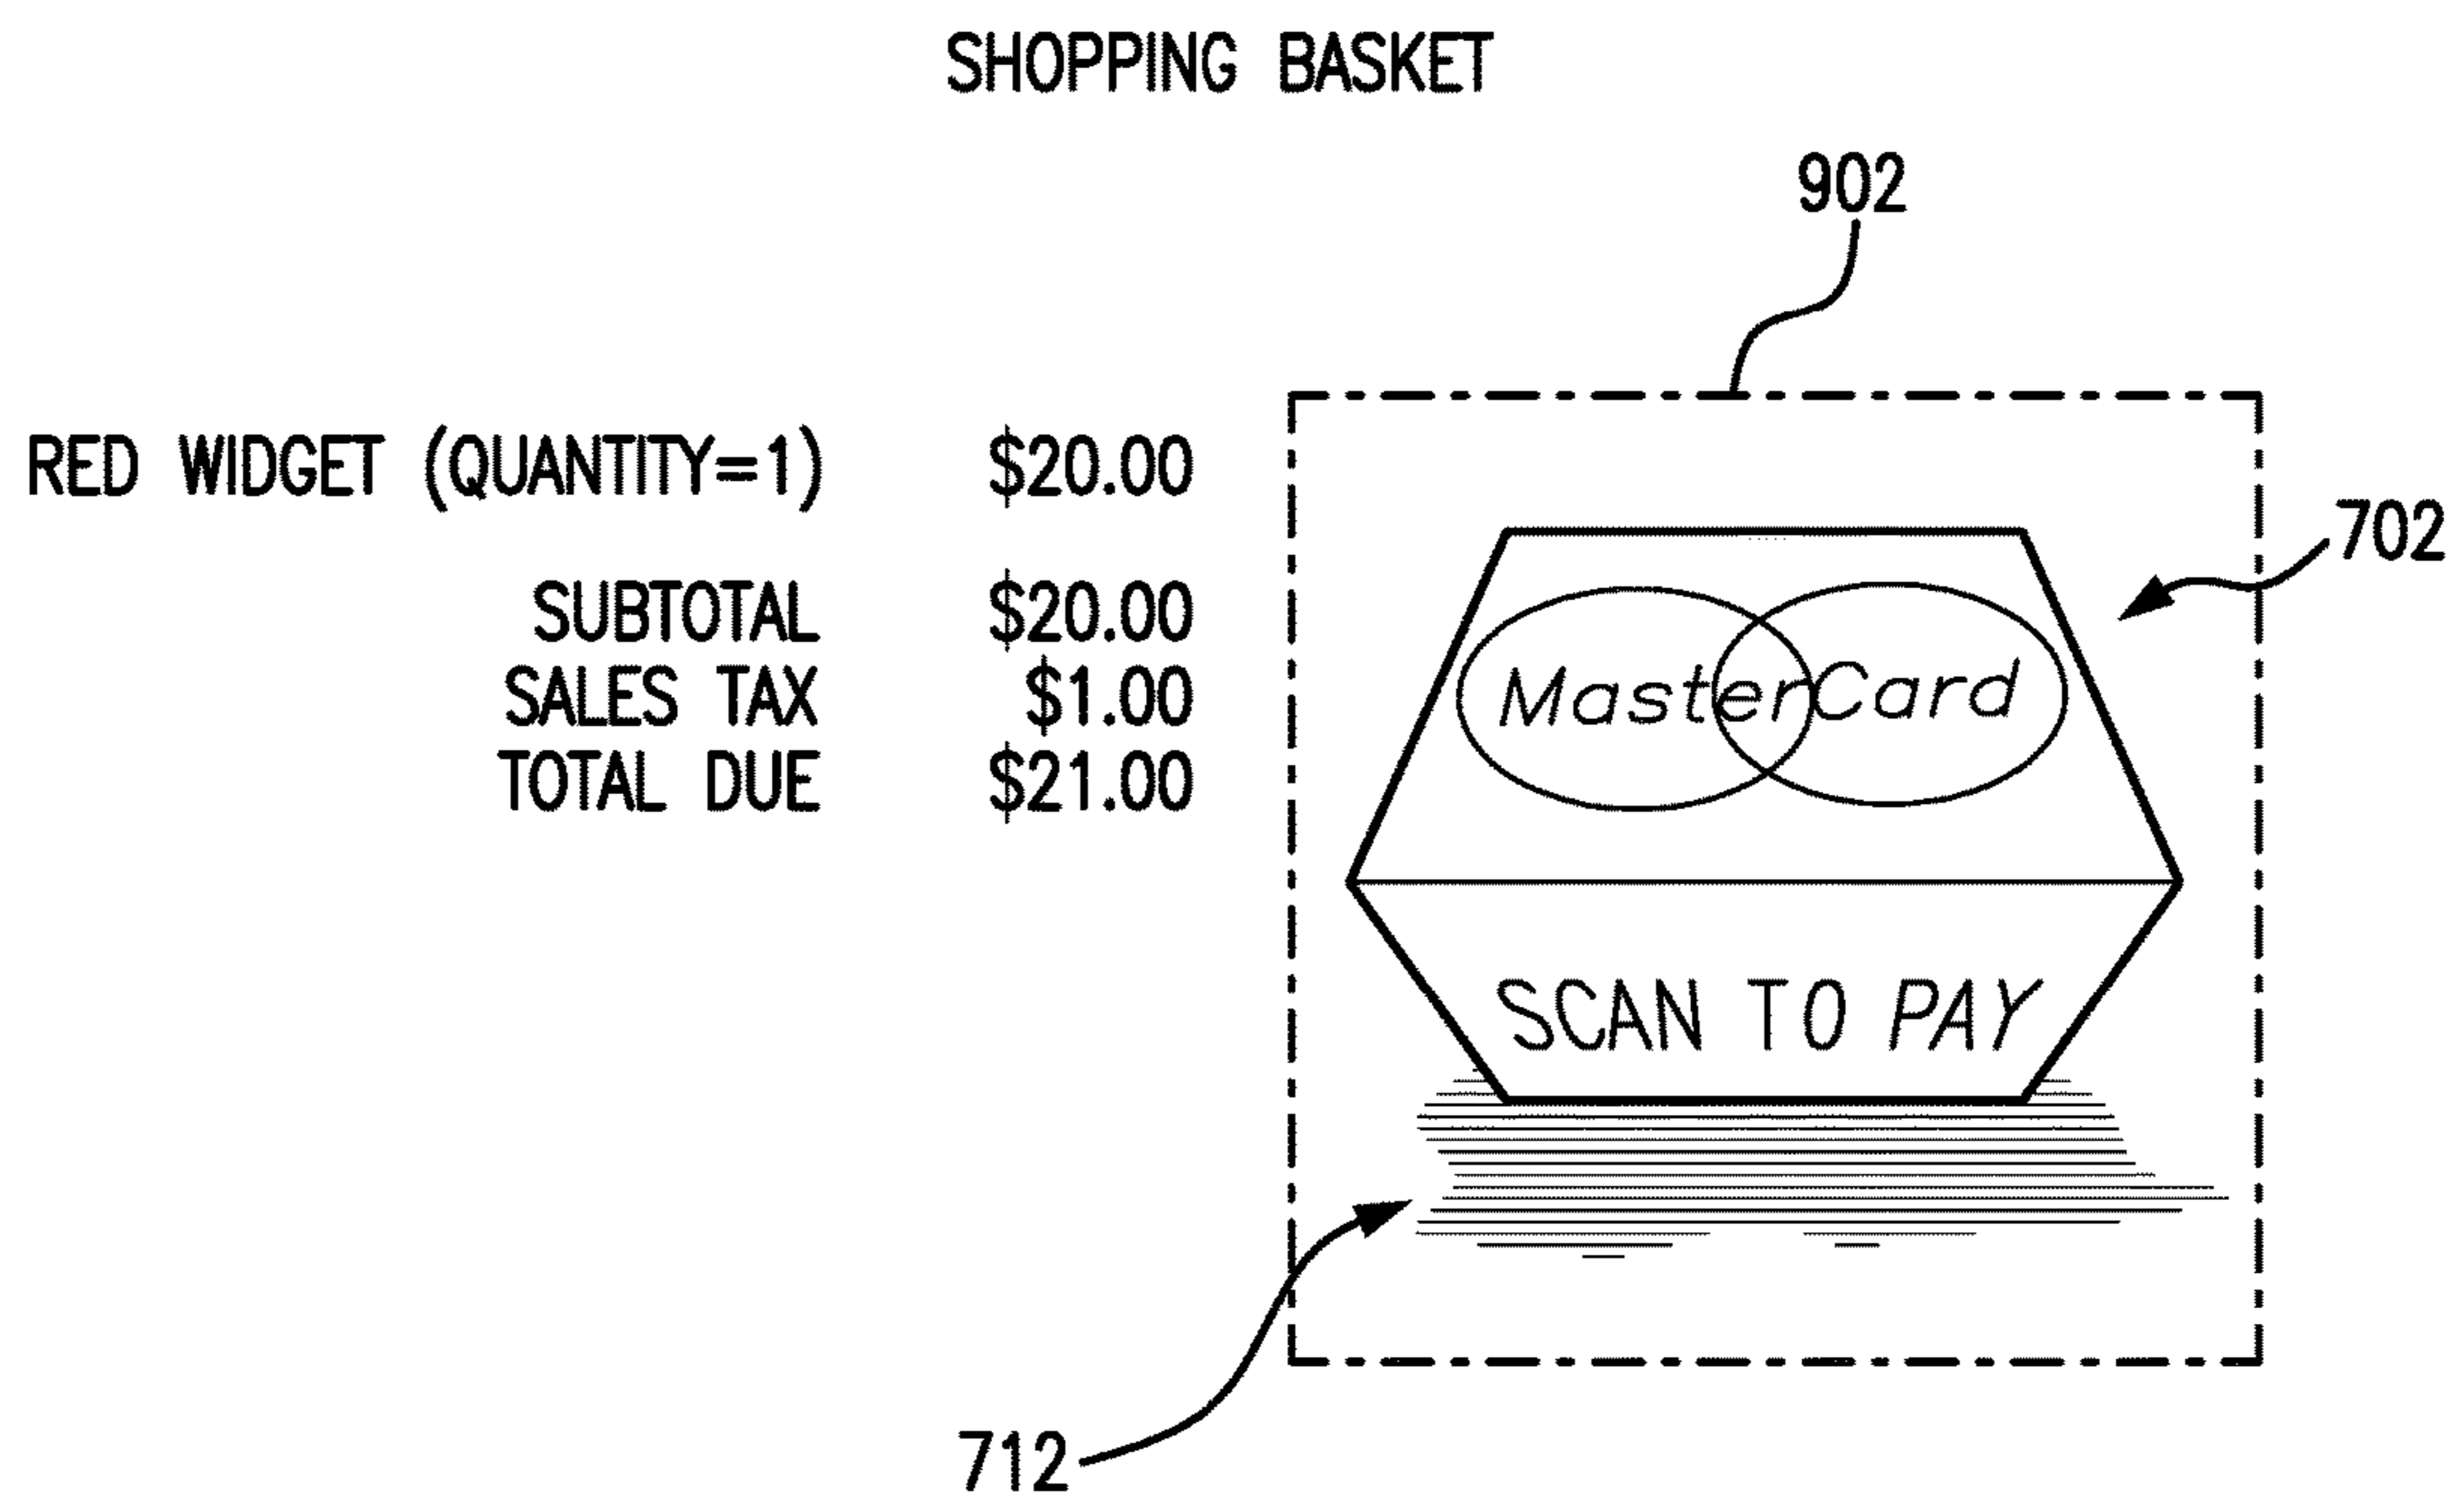 SHOPPING BASKET
902
RED WIDGET (QUANTITY=1) $20.00
702
SUBTOTAL $20.00
SALES TAX $1.00
TOTAL DUE $21.00
MasterCard
SCAN TO PAY
712